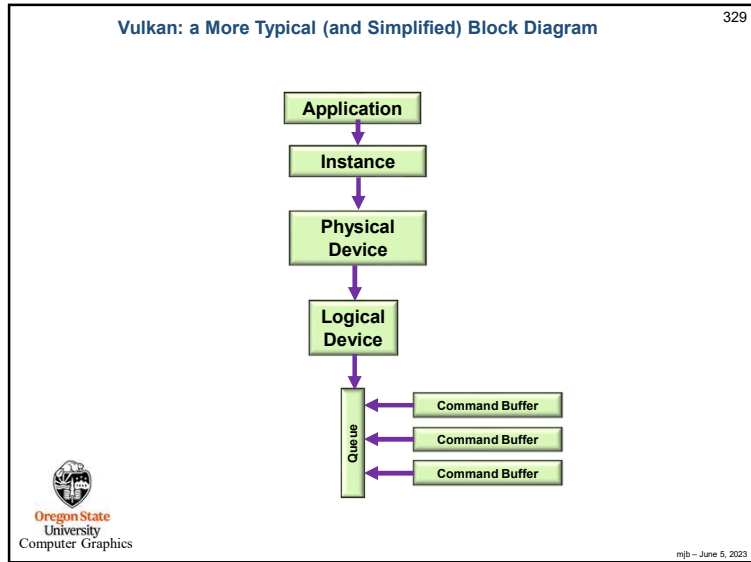 329
Vulkan: a More Typical (and Simplified) Block Diagram
Application
Instance
Physical
Device
Logical
Device
Queue
Command Buffer
Command Buffer
Command Buffer
Oregon State
University
Computer Graphics
mjb – June 5, 2023